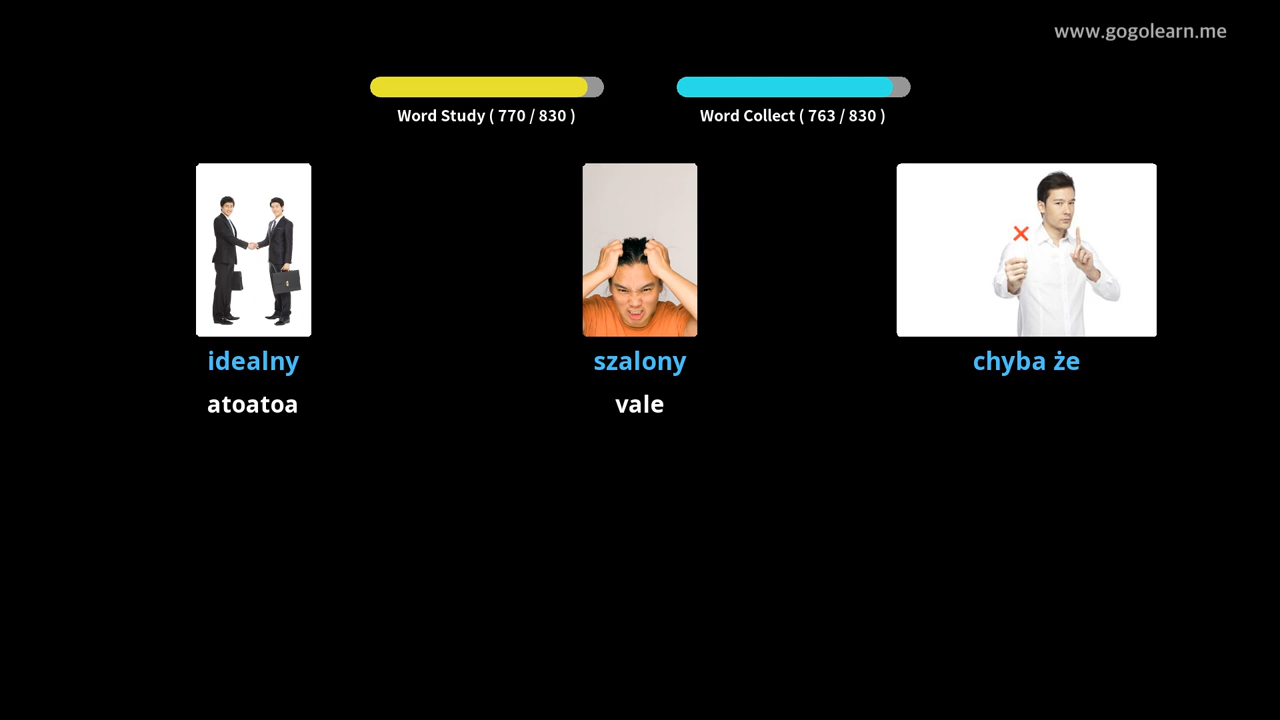 www.gogolearn.me
Word Study ( 770 / 830 )
Word Collect ( 763 / 830 )
idealny
szalony
chyba że
atoatoa
vale